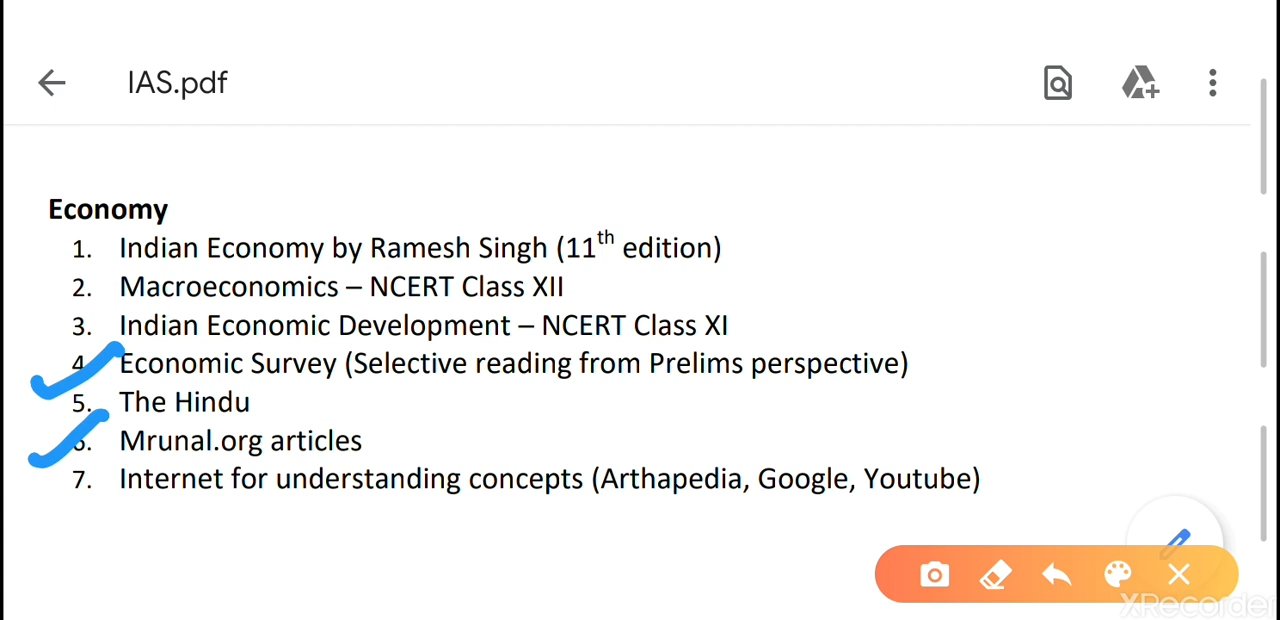 IAS.pdf
Economy
1. Indian Economy by Ramesh Singh (11th edition)
2. Macroeconomics – NCERT Class XII
3. Indian Economic Development – NCERT Class XI
4. Economic Survey (Selective reading from Prelims perspective)
5. The Hindu
6. Mrunal.org articles
7. Internet for understanding concepts (Arthapedia, Google, Youtube)
XRecorder